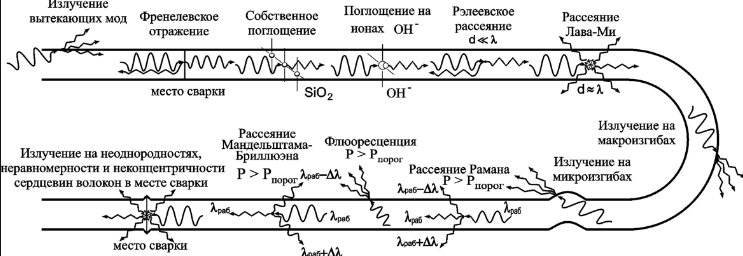 Излучение
вытекающих мод
Френелевское
отражение
Собственное
поглощение
Поглощение на
ионах OH⁻
Рэлеевское
рассеяние
d≪λ
Рассеяние
Лава-Ми
место сварки
SiO₂
OH⁻
d≈λ
Излучение на
макроизгибах
Излучение на неоднородностях,
неравномерности и неконцентричности
сердцевин волокон в месте сварки
Рассеяние
Мандельштама-
Бриллюэна
P > Pпорог
λраб–Δλ
Флюоресценция
P > Pпорог
Рассеяние Рамана
λраб–Δλ
P > Pпорог
Излучение на
микроизгибах
λраб
λраб
λраб
λраб
место сварки
λраб+Δλ
λраб+Δλ